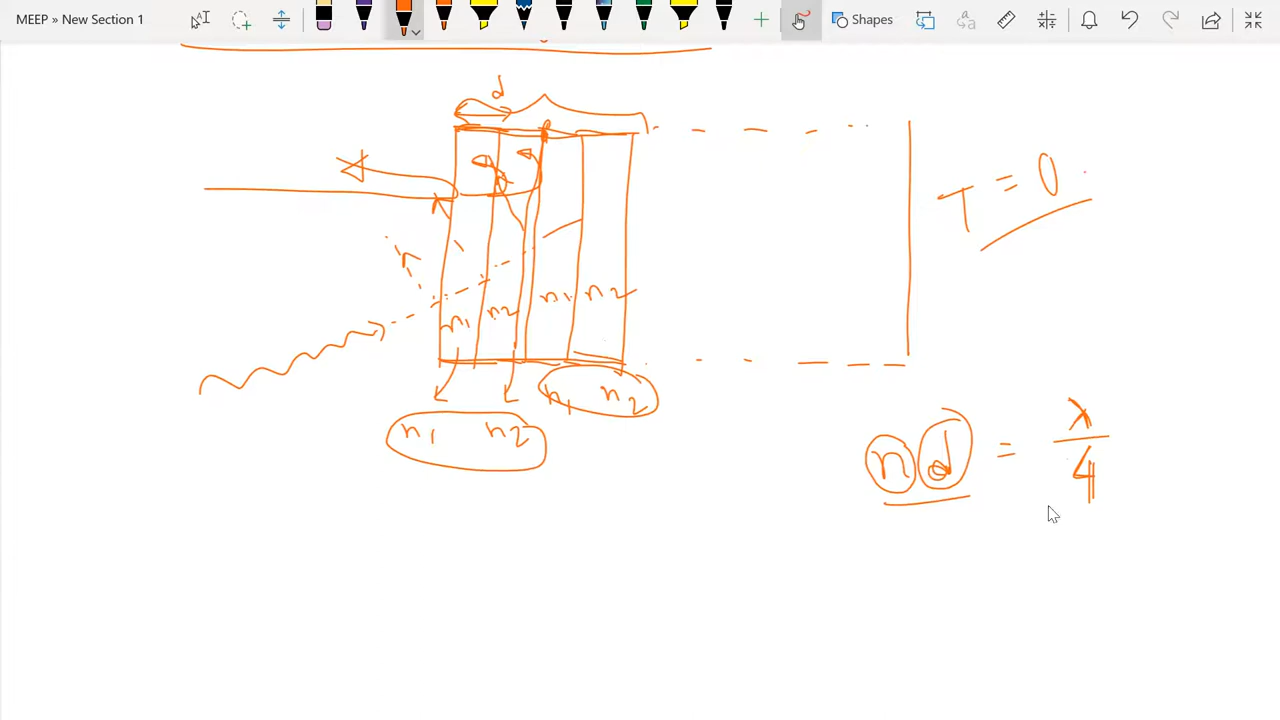 MEEP » New Section 1
Shapes
d
T = 0
n1 n2
n1 n2
n1 n2
n1 n2
nd = λ/4